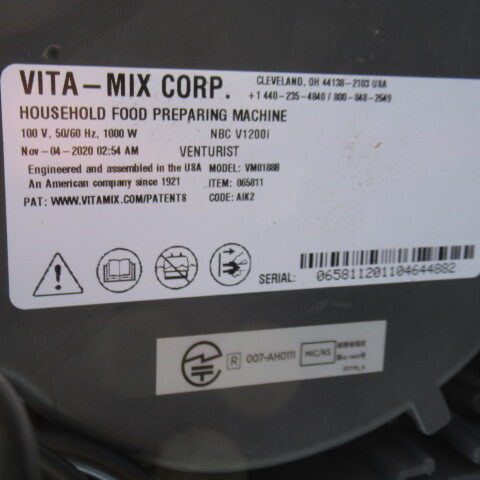 VITA-MIX CORP.
CLEVELAND, OH 44138-2103 USA
+1 440-235-4840 / 800-848-2649
HOUSEHOLD FOOD PREPARING MACHINE
100 V, 50/60 Hz, 1000 W NBC V1200i
Nov-04-2020 02:54 AM VENTURIST
Engineered and assembled in the USA MODEL: VM0188B
An American company since 1921 ITEM: 065811
PAT: WWW.VITAMIX.COM/PATENTS CODE: AIK2
SERIAL: 065811201104644882
R 007-AH0111 MIC/KS